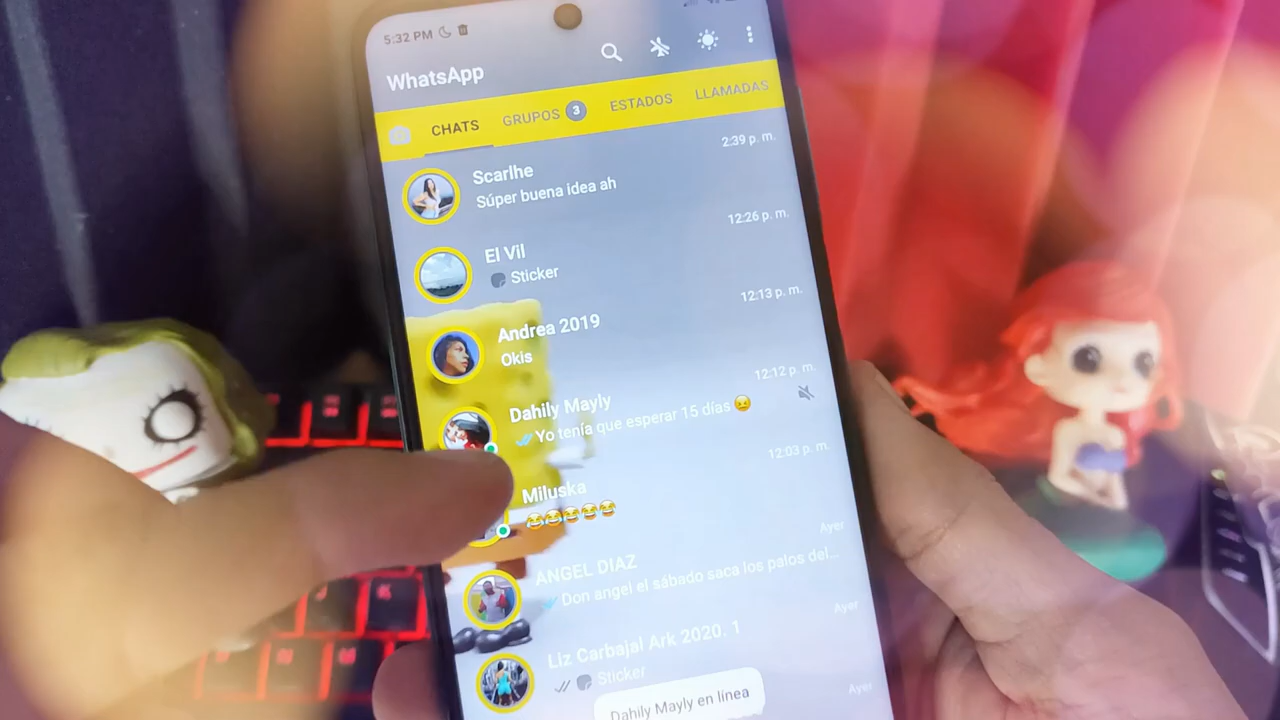 5:32 PM
WhatsApp
CHATS GRUPOS 3 ESTADOS LLAMADAS
Scarlhe 2:39 p. m.
Súper buena idea ah
El Vil 12:26 p. m.
Sticker
Andrea 2019 12:13 p. m.
Okis
Dahily Mayly 12:12 p. m.
Yo tenía que esperar 15 días 😖
Miluska 12:03 p. m.
😂😂😂😂😂
ANGEL DIAZ Ayer
Don angel el sábado saca los palos del...
Liz Carbajal Ark 2020. 1 Ayer
Sticker
Dahily Mayly en línea
Ayer